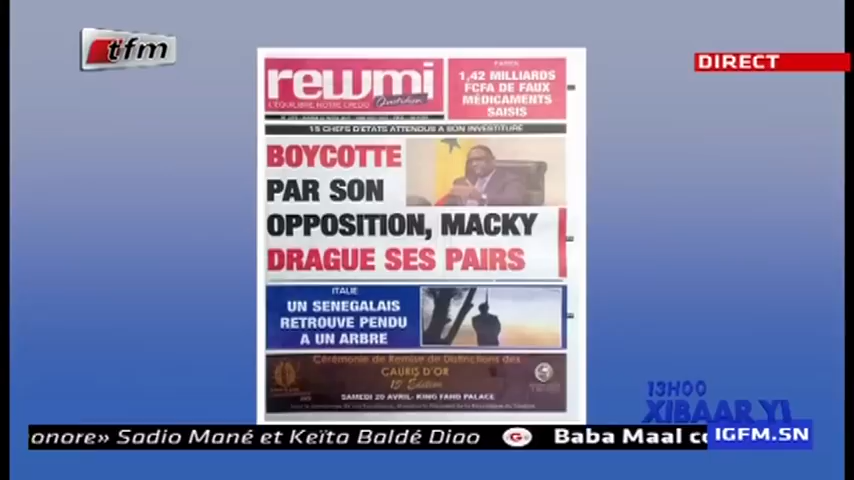 tfm
DIRECT
rewmi
L'EQUILIBRE NOTRE CREDO Quotidien
1,42 MILLIARDS
FCFA DE FAUX
MÉDICAMENTS
SAISIS
15 CHEFS D'ETATS ATTENDUS A SON INVESTITURE
BOYCOTTE
PAR SON
OPPOSITION, MACKY
DRAGUE SES PAIRS
ITALIE
UN SENEGALAIS
RETROUVE PENDU
A UN ARBRE
Cérémonie de Remise de Distinctions des
CAURIS D'OR
15e Edition
SAMEDI 20 AVRIL- KING FAHD PALACE
13H00
XIBAAR YI
onore» Sadio Mané et Keïta Baldé Diao G Baba Maal co
IGFM.SN